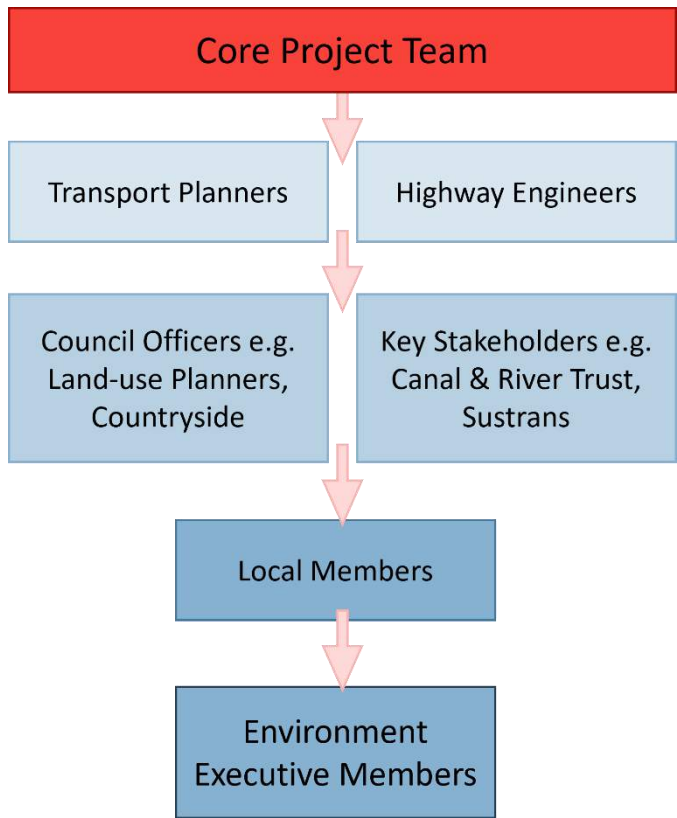 Core Project Team
Transport Planners
Highway Engineers
Council Officers e.g.
Land-use Planners,
Countryside
Key Stakeholders e.g.
Canal & River Trust,
Sustrans
Local Members
Environment
Executive Members